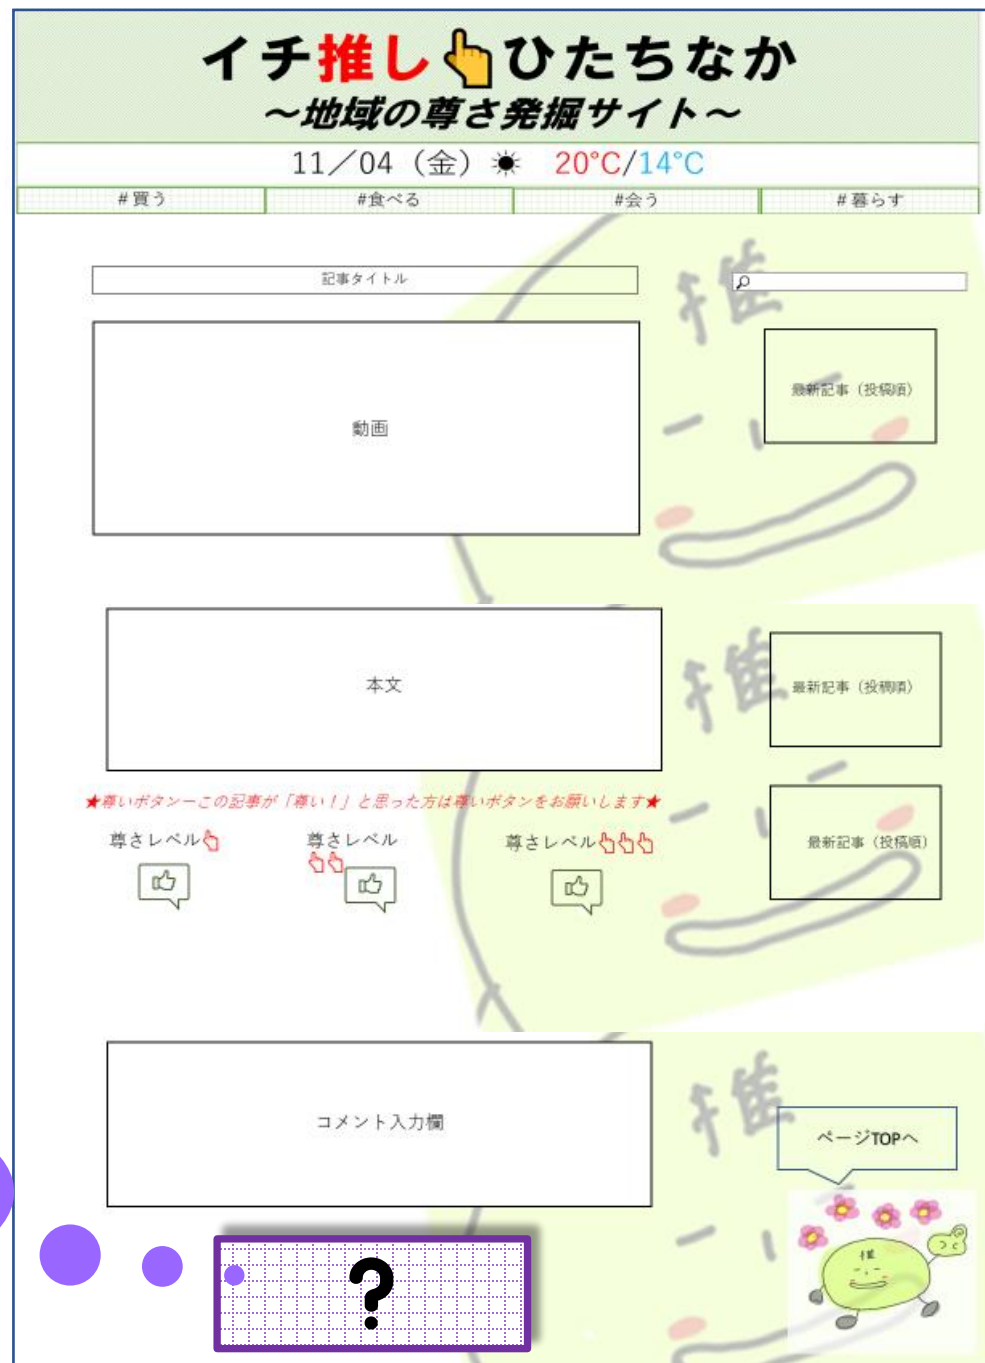 イチ推し👆ひたちなか
～地域の尊さ発掘サイト～
11／04（金）☀ 20℃/14℃
#買う #食べる #会う #暮らす
記事タイトル
推
動画
最新記事（投稿順）
本文
推
最新記事（投稿順）
★尊いボタンーこの記事が「尊い！」と思った方は尊いボタンをお願いします★
尊さレベル 尊さレベル 尊さレベル
最新記事（投稿順）
コメント入力欄
推
ページTOPへ
推
?